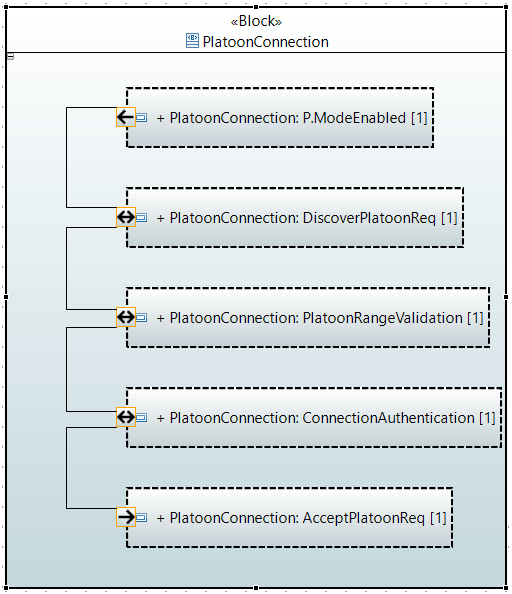 «Block»
PlatoonConnection
+ PlatoonConnection: P.ModeEnabled [1]
+ PlatoonConnection: DiscoverPlatoonReq [1]
+ PlatoonConnection: PlatoonRangeValidation [1]
+ PlatoonConnection: ConnectionAuthentication [1]
+ PlatoonConnection: AcceptPlatoonReq [1]